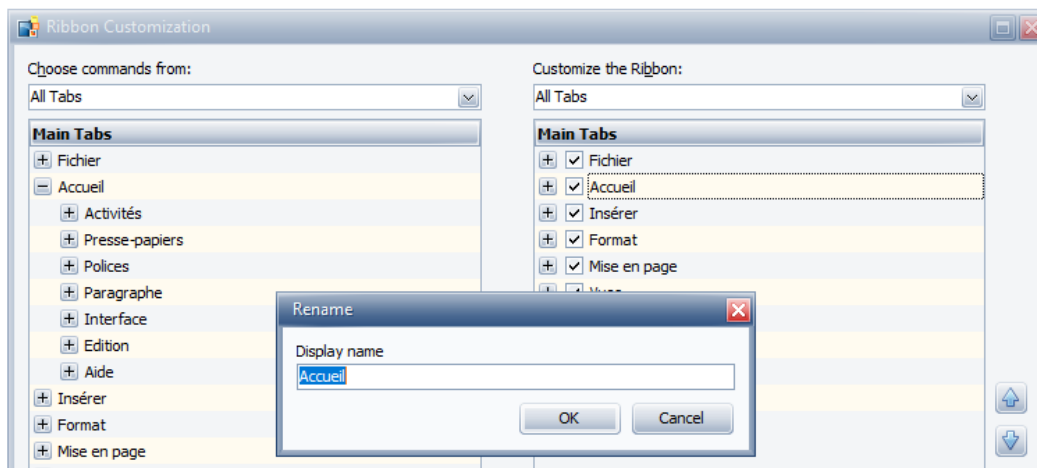 Ribbon Customization
Choose commands from:
All Tabs
Main Tabs
Fichier
Accueil
Activités
Presse-papiers
Polices
Paragraphe
Interface
Edition
Aide
Insérer
Format
Mise en page
Customize the Ribbon:
All Tabs
Main Tabs
Fichier
Accueil
Insérer
Format
Mise en page
Rename
Display name
Accueil
OK Cancel